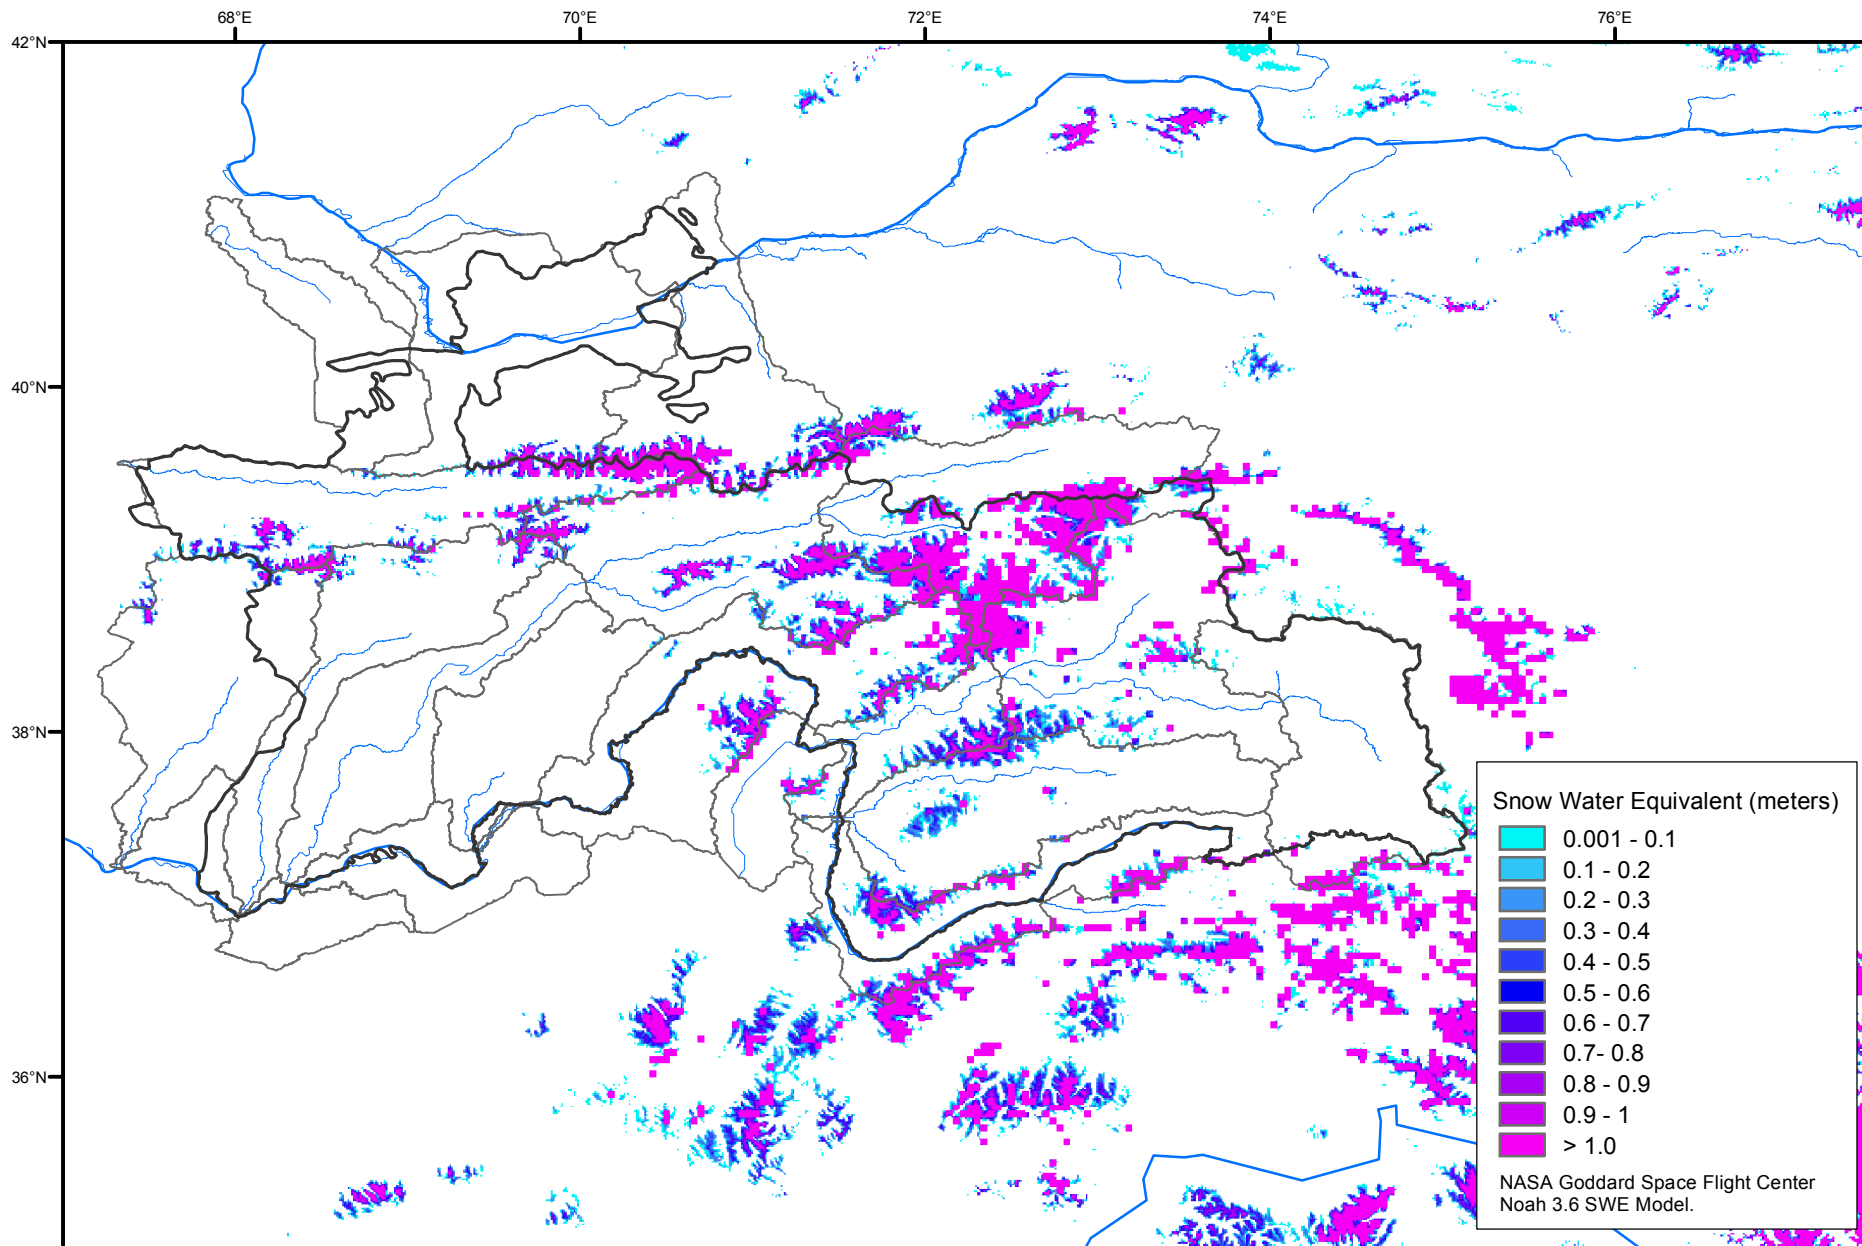 68°E 70°E 72°E 74°E 76°E
42°N
40°N
38°N
36°N
Snow Water Equivalent (meters)
0.001 - 0.1
0.1 - 0.2
0.2 - 0.3
0.3 - 0.4
0.4 - 0.5
0.5 - 0.6
0.6 - 0.7
0.7- 0.8
0.8 - 0.9
0.9 - 1
> 1.0
NASA Goddard Space Flight Center
Noah 3.6 SWE Model.